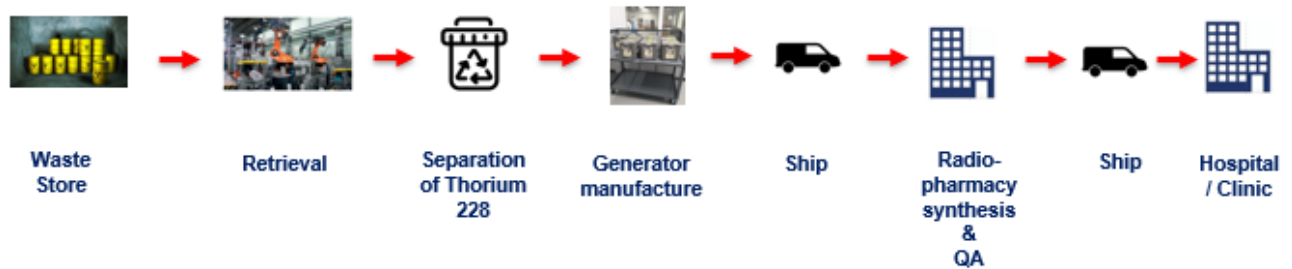 Waste
Store
Retrieval
Separation
of Thorium
228
Generator
manufacture
Ship
Radio-
pharmacy
synthesis
&
QA
Ship
Hospital
/ Clinic